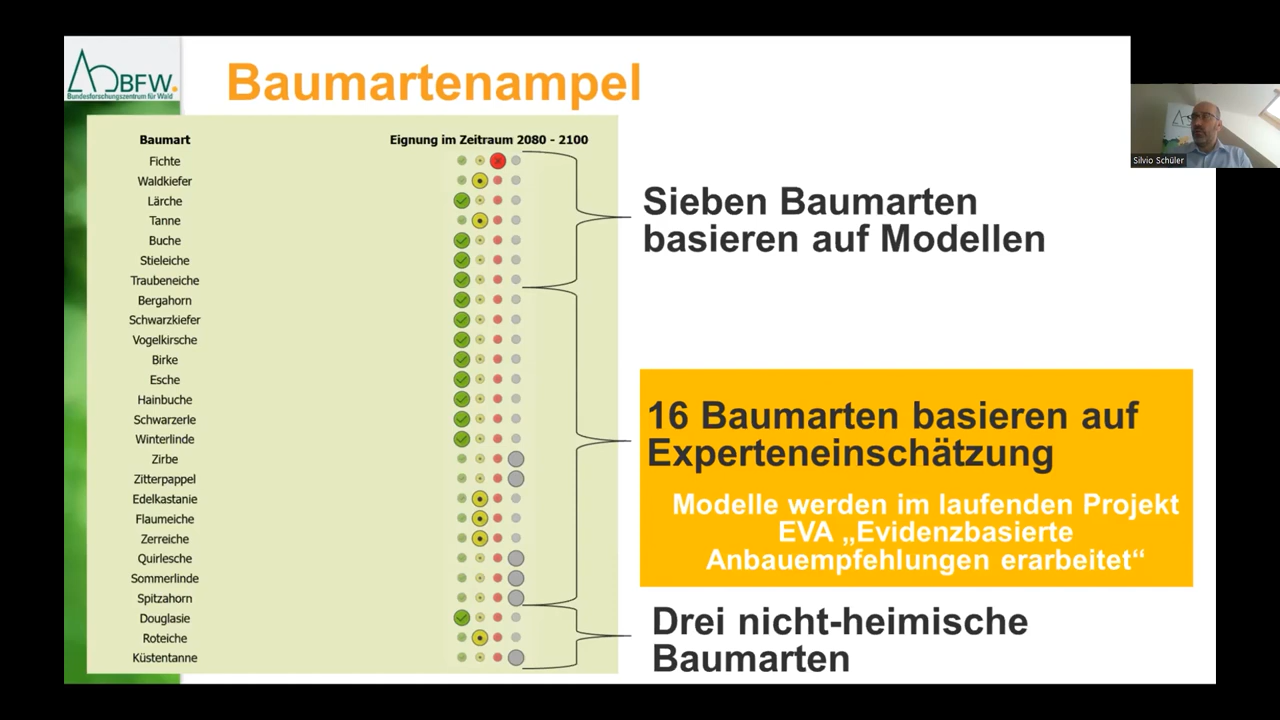 BFW.
Bundesforschungszentrum für Wald
Baumartenampel
Silvio Schüler
Baumart Eignung im Zeitraum 2080 - 2100
Fichte
Waldkiefer
Lärche
Tanne
Buche
Stieleiche
Traubeneiche
Bergahorn
Schwarzkiefer
Vogelkirsche
Birke
Esche
Hainbuche
Schwarzerle
Winterlinde
Zirbe
Zitterpappel
Edelkastanie
Flaumeiche
Zerreiche
Quirlesche
Sommerlinde
Spitzahorn
Douglasie
Roteiche
Küstentanne
Sieben Baumarten
basieren auf Modellen
16 Baumarten basieren auf
Experteneinschätzung
Modelle werden im laufenden Projekt
EVA „Evidenzbasierte
Anbauempfehlungen erarbeitet“
Drei nicht-heimische
Baumarten